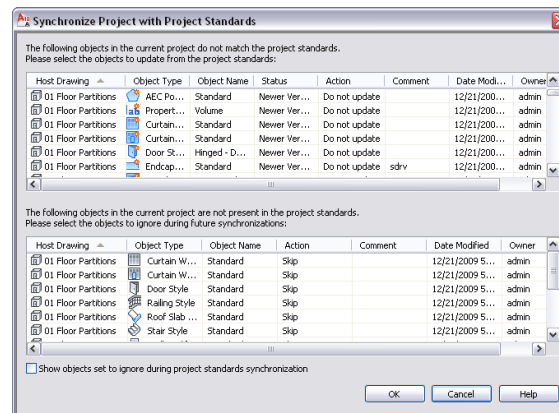 Synchronize Project with Project Standards
The following objects in the current project do not match the project standards.
Please select the objects to update from the project standards:
Host Drawing Object Type Object Name Status Action Comment Date Modi... Owner
01 Floor Partitions AEC Po... Standard Newer Ver... Do not update 12/21/200... admin
01 Floor Partitions Propert... Volume Newer Ver... Do not update 12/21/200... admin
01 Floor Partitions Curtain... Standard Newer Ver... Do not update 12/21/200... admin
01 Floor Partitions Curtain... Standard Newer Ver... Do not update 12/21/200... admin
01 Floor Partitions Door St... Hinged - D... Newer Ver... Do not update 12/21/200... admin
01 Floor Partitions Endcap... Standard Newer Ver... Do not update sdrv 12/21/200... admin
The following objects in the current project are not present in the project standards.
Please select the objects to ignore during future synchronizations:
Host Drawing Object Type Object Name Action Comment Date Modified Owner
01 Floor Partitions Curtain W... Standard Skip 12/21/2009 5... admin
01 Floor Partitions Curtain W... Standard Skip 12/21/2009 5... admin
01 Floor Partitions Door Style Standard Skip 12/21/2009 5... admin
01 Floor Partitions Railing Style Standard Skip 12/21/2009 5... admin
01 Floor Partitions Roof Slab ... Standard Skip 12/21/2009 5... admin
01 Floor Partitions Stair Style Standard Skip 12/21/2009 5... admin
Show objects set to ignore during project standards synchronization
OK Cancel Help